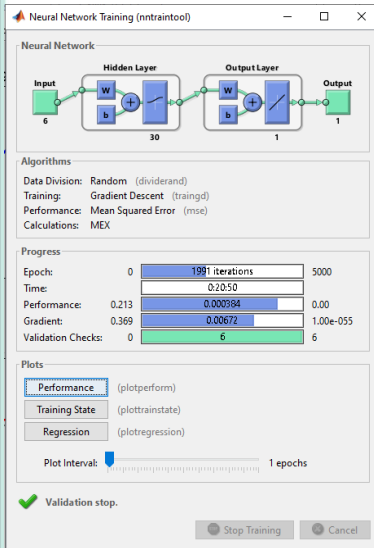 Neural Network Training (nntraintool)
Neural Network
Hidden Layer Output Layer
Input Output
W W
+ +
b b
6 1
30 1
Algorithms
Data Division: Random (dividerand)
Training: Gradient Descent (traingd)
Performance: Mean Squared Error (mse)
Calculations: MEX
Progress
Epoch: 0 1991 iterations 5000
Time: 0:20:50
Performance: 0.213 0.000384 0.00
Gradient: 0.369 0.00672 1.00e-055
Validation Checks: 0 6 6
Plots
Performance (plotperform)
Training State (plottrainstate)
Regression (plotregression)
Plot Interval: 1 epochs
Validation stop.
Stop Training Cancel